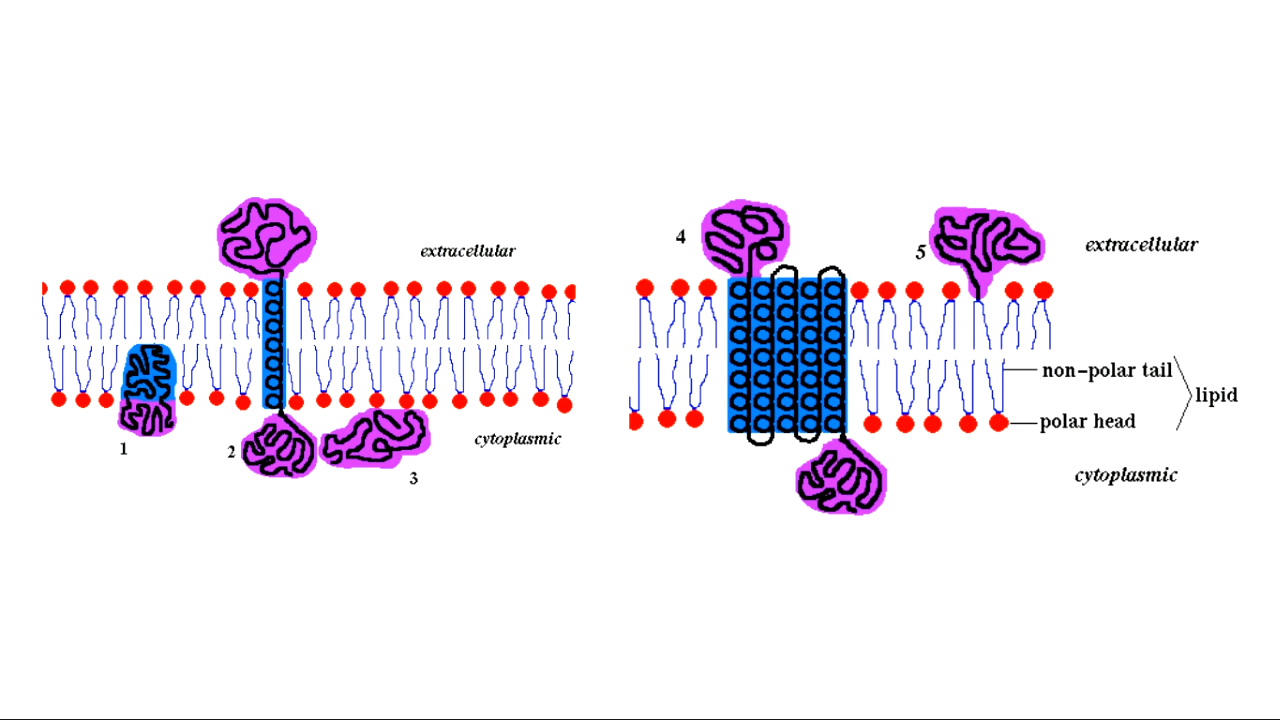 extracellular
1
2
cytoplasmic
3
4
5
extracellular
non-polar tail
lipid
polar head
cytoplasmic